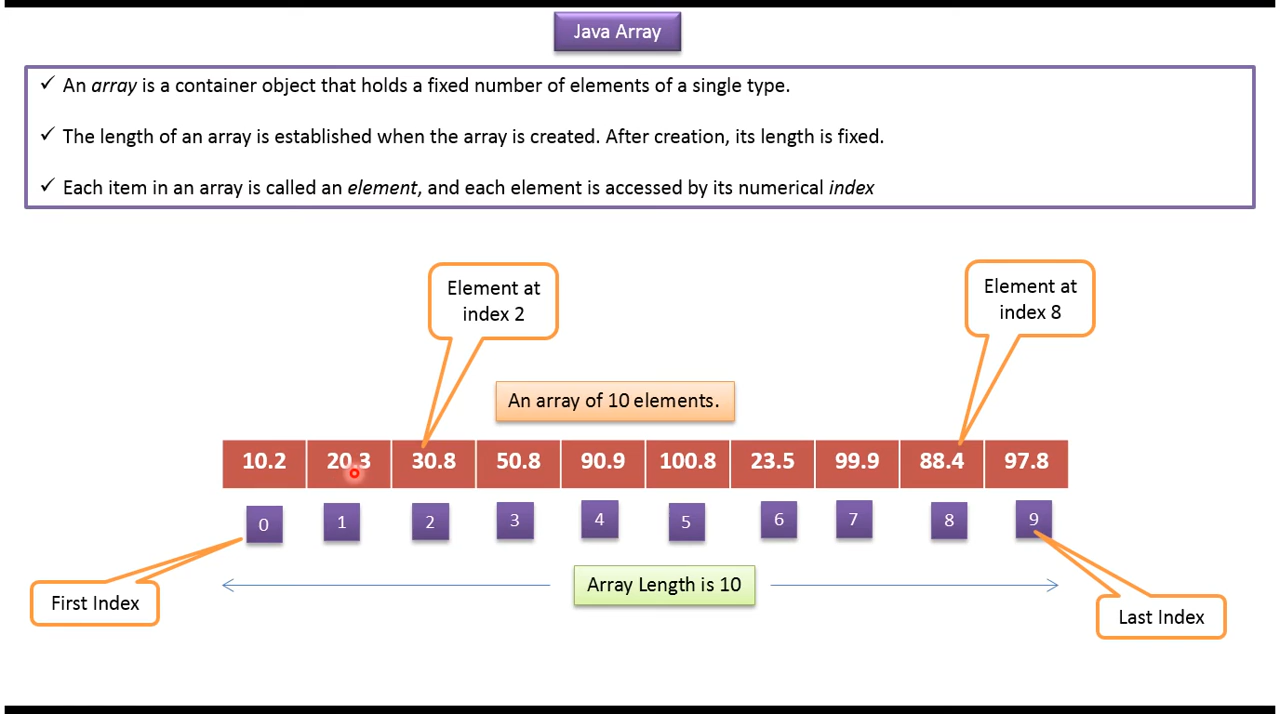 Java Array
✓ An array is a container object that holds a fixed number of elements of a single type.
✓ The length of an array is established when the array is created. After creation, its length is fixed.
✓ Each item in an array is called an element, and each element is accessed by its numerical index
Element at
index 2
Element at
index 8
An array of 10 elements.
10.2 20.3 30.8 50.8 90.9 100.8 23.5 99.9 88.4 97.8
0 1 2 3 4 5 6 7 8 9
Array Length is 10
First Index
Last Index